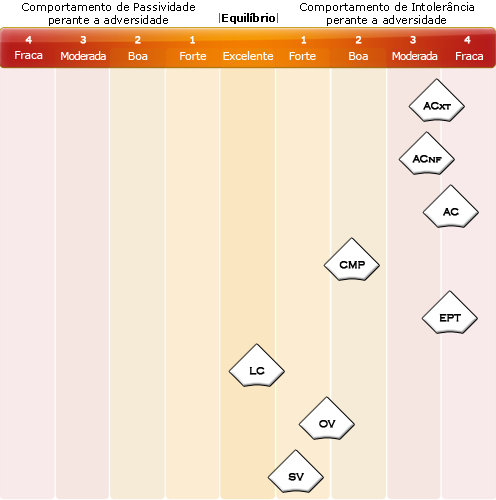 Comportamento de Passividade
perante a adversidade
|Equilíbrio|
Comportamento de Intolerância
perante a adversidade
4 3 2 1 1 2 3 4
Fraca Moderada Boa Forte Excelente Forte Boa Moderada Fraca
ACXT
ACNF
AC
CMP
EPT
LC
OV
SV